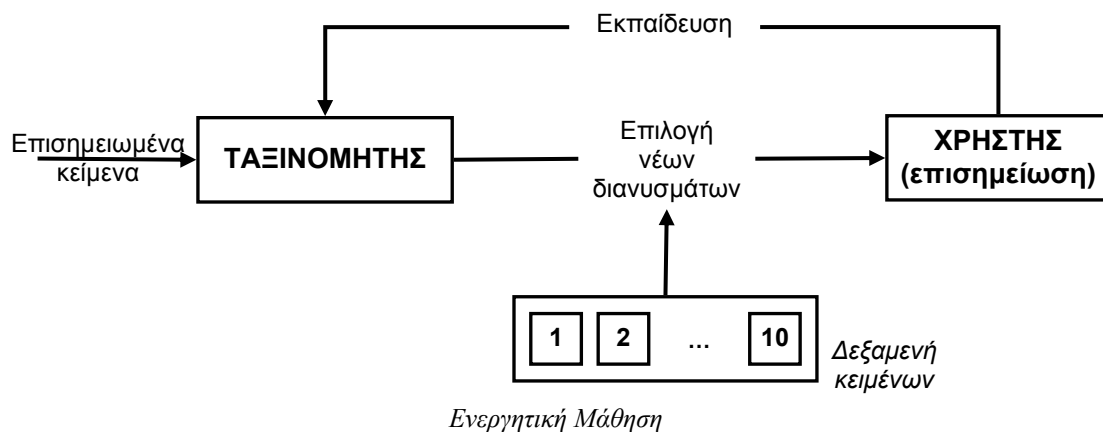 Εκπαίδευση
Επισημειωμένα
κείμενα
ΤΑΞΙΝΟΜΗΤΗΣ
Επιλογή
νέων
διανυσμάτων
ΧΡΗΣΤΗΣ
(επισημείωση)
1 2 ... 10
Δεξαμενή
κειμένων
Ενεργητική Μάθηση